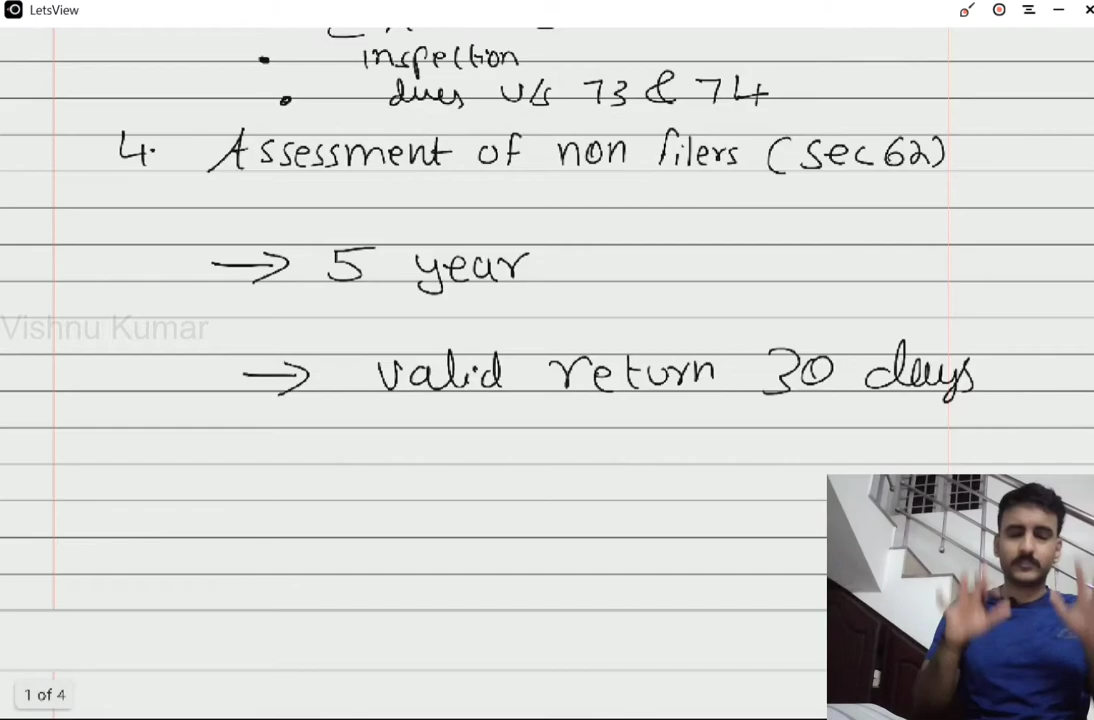 LetsView
• inspection
• dues u/s 73 & 74
4. Assessment of non filers (sec 62)
→ 5 year
Vishnu Kumar
→ valid return 30 days
1 of 4